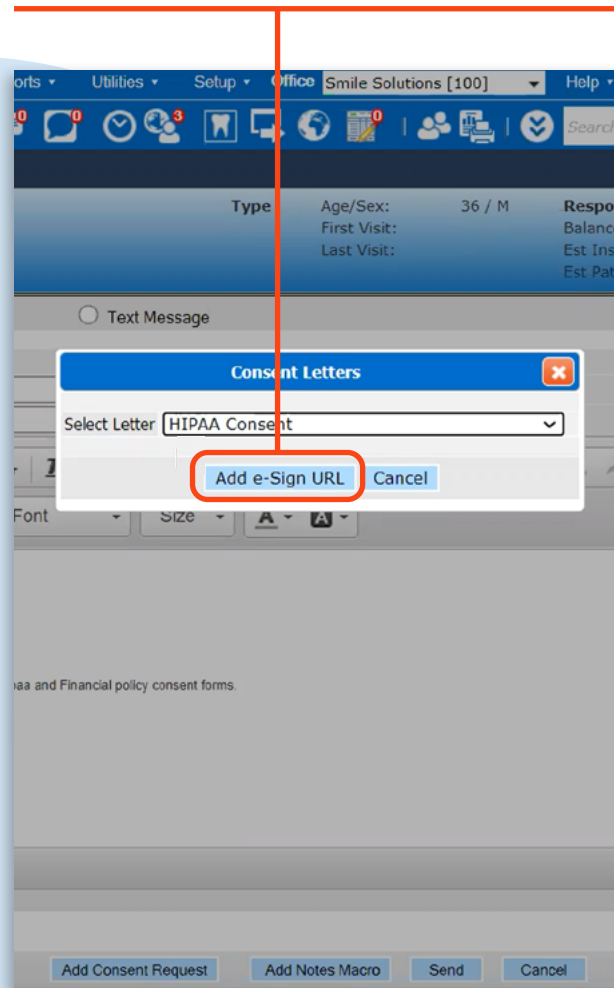 orts Utilities Setup Office Smile Solutions [100] Help
0 0 3 0 Search
Type Age/Sex: 36 / M Respo
First Visit: Balanc
Last Visit: Est Ins
Est Pat
Text Message
Consent Letters
Select Letter HIPAA Consent
I
Add e-Sign URL Cancel
Font Size A A
paa and Financial policy consent forms.
Add Consent Request Add Notes Macro Send Cancel